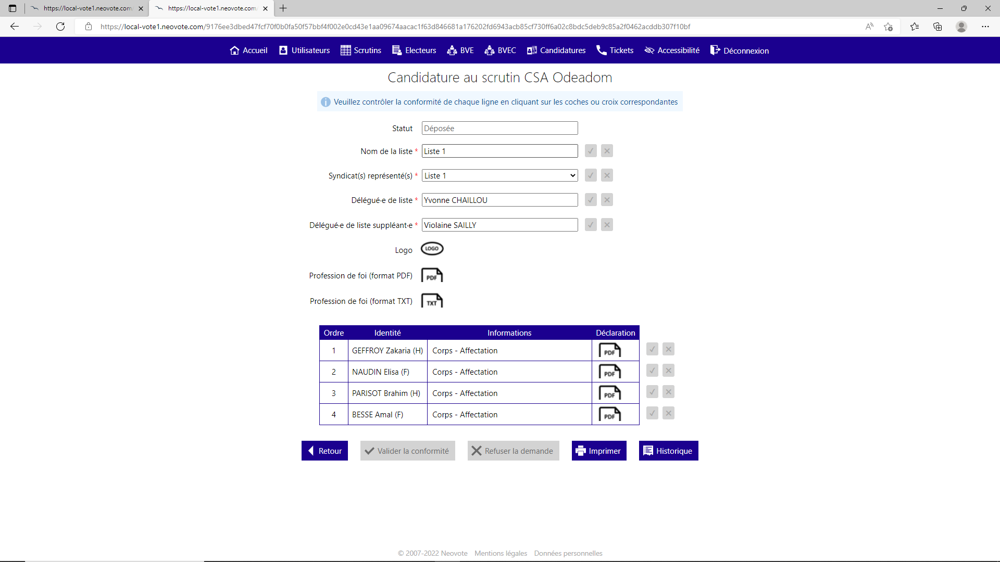 https://local-vote1.neovote.com
https://local-vote1.neovote.com
https://local-vote1.neovote.com/9176ee3dbed47fcf70f0b0fa50f57bbf4f002e0cd43e1aa09674aacac1f63d846681a176202fd6943acb85cf730ff6a02c8bdc5deb9c85a2f0462acddb307f10bf
Accueil Utilisateurs Scrutins Electeurs BVE BVEC Candidatures Tickets Accessibilité Déconnexion
Candidature au scrutin CSA Odeadom
Veuillez contrôler la conformité de chaque ligne en cliquant sur les coches ou croix correspondantes
Statut Déposée
Nom de la liste * Liste 1
Syndicat(s) représenté(s) * Liste 1
Délégué·e de liste * Yvonne CHAILLOU
Délégué·e de liste suppléant·e * Violaine SAILLY
Logo LOGO
Profession de foi (format PDF) PDF
Profession de foi (format TXT) TXT
Ordre Identité Informations Déclaration
1 GEFFROY Zakaria (H) Corps - Affectation PDF
2 NAUDIN Elisa (F) Corps - Affectation PDF
3 PARISOT Brahim (H) Corps - Affectation PDF
4 BESSE Amal (F) Corps - Affectation PDF
Retour Valider la conformité Refuser la demande Imprimer Historique
© 2007-2022 Neovote Mentions légales Données personnelles